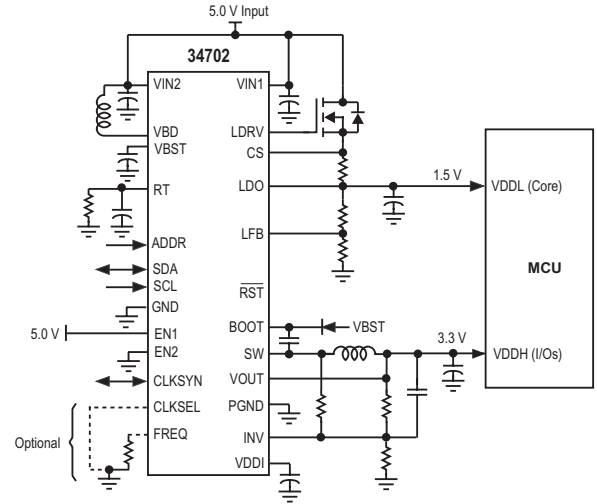 5.0 V Input
34702
VIN2
VIN1
VBD
LDRV
VBST
CS
RT
LDO
1.5 V
VDDL (Core)
ADDR
LFB
SDA
SCL
RST
MCU
GND
5.0 V
EN1
BOOT
VBST
EN2
SW
3.3 V
VDDH (I/Os)
CLKSYN
VOUT
CLKSEL
PGND
Optional
FREQ
INV
VDDI